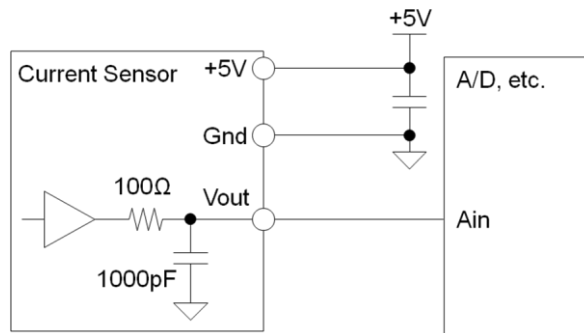 +5V
Current Sensor
+5V
A/D, etc.
Gnd
100Ω
Vout
Ain
1000pF